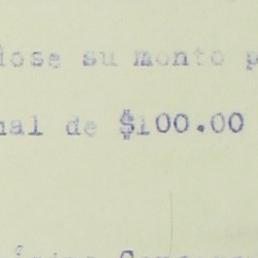 dose su monto p
nal de $100.00